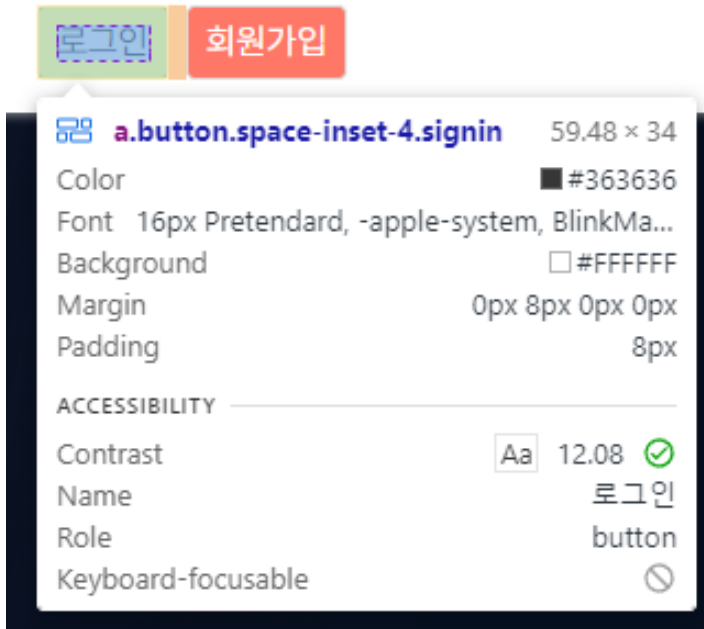 로그인 회원가입
a.button.space-inset-4.signin 59.48 × 34
Color #363636
Font 16px Pretendard, -apple-system, BlinkMa...
Background #FFFFFF
Margin 0px 8px 0px 0px
Padding 8px
ACCESSIBILITY
Contrast Aa 12.08
Name 로그인
Role button
Keyboard-focusable